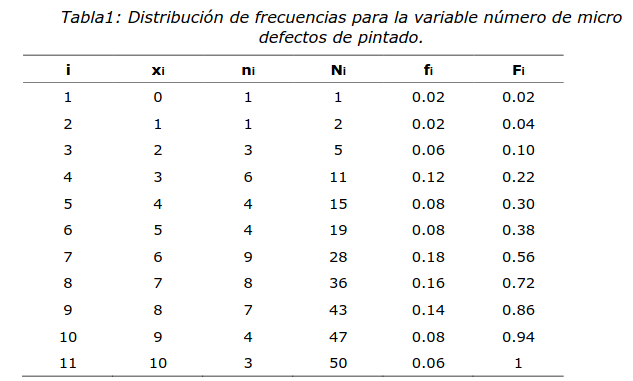 Tabla1: Distribución de frecuencias para la variable número de micro
defectos de pintado.
i xi ni Ni fi Fi
1 0 1 1 0.02 0.02
2 1 1 2 0.02 0.04
3 2 3 5 0.06 0.10
4 3 6 11 0.12 0.22
5 4 4 15 0.08 0.30
6 5 4 19 0.08 0.38
7 6 9 28 0.18 0.56
8 7 8 36 0.16 0.72
9 8 7 43 0.14 0.86
10 9 4 47 0.08 0.94
11 10 3 50 0.06 1